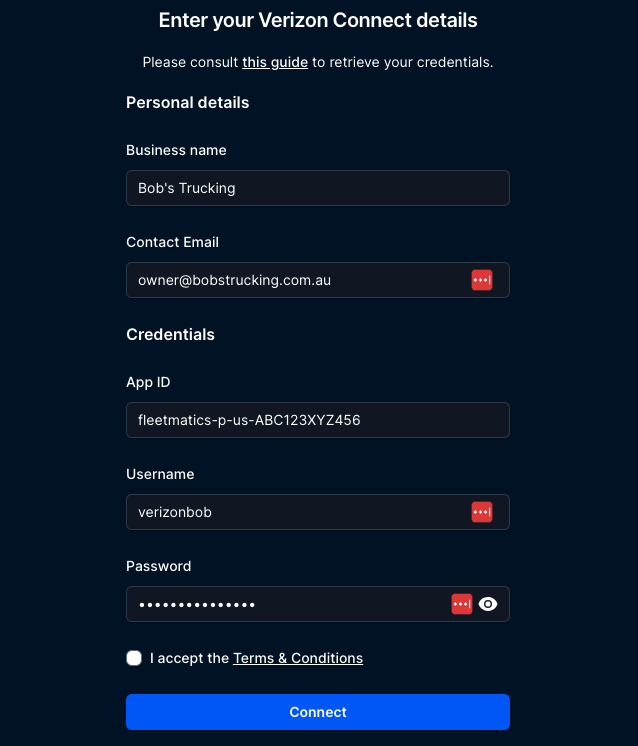 Enter your Verizon Connect details
Please consult this guide to retrieve your credentials.
Personal details
Business name
Bob's Trucking
Contact Email
owner@bobstrucking.com.au
Credentials
App ID
fleetmatics-p-us-ABC123XYZ456
Username
verizonbob
Password
•••••••••••••••
I accept the Terms & Conditions
Connect